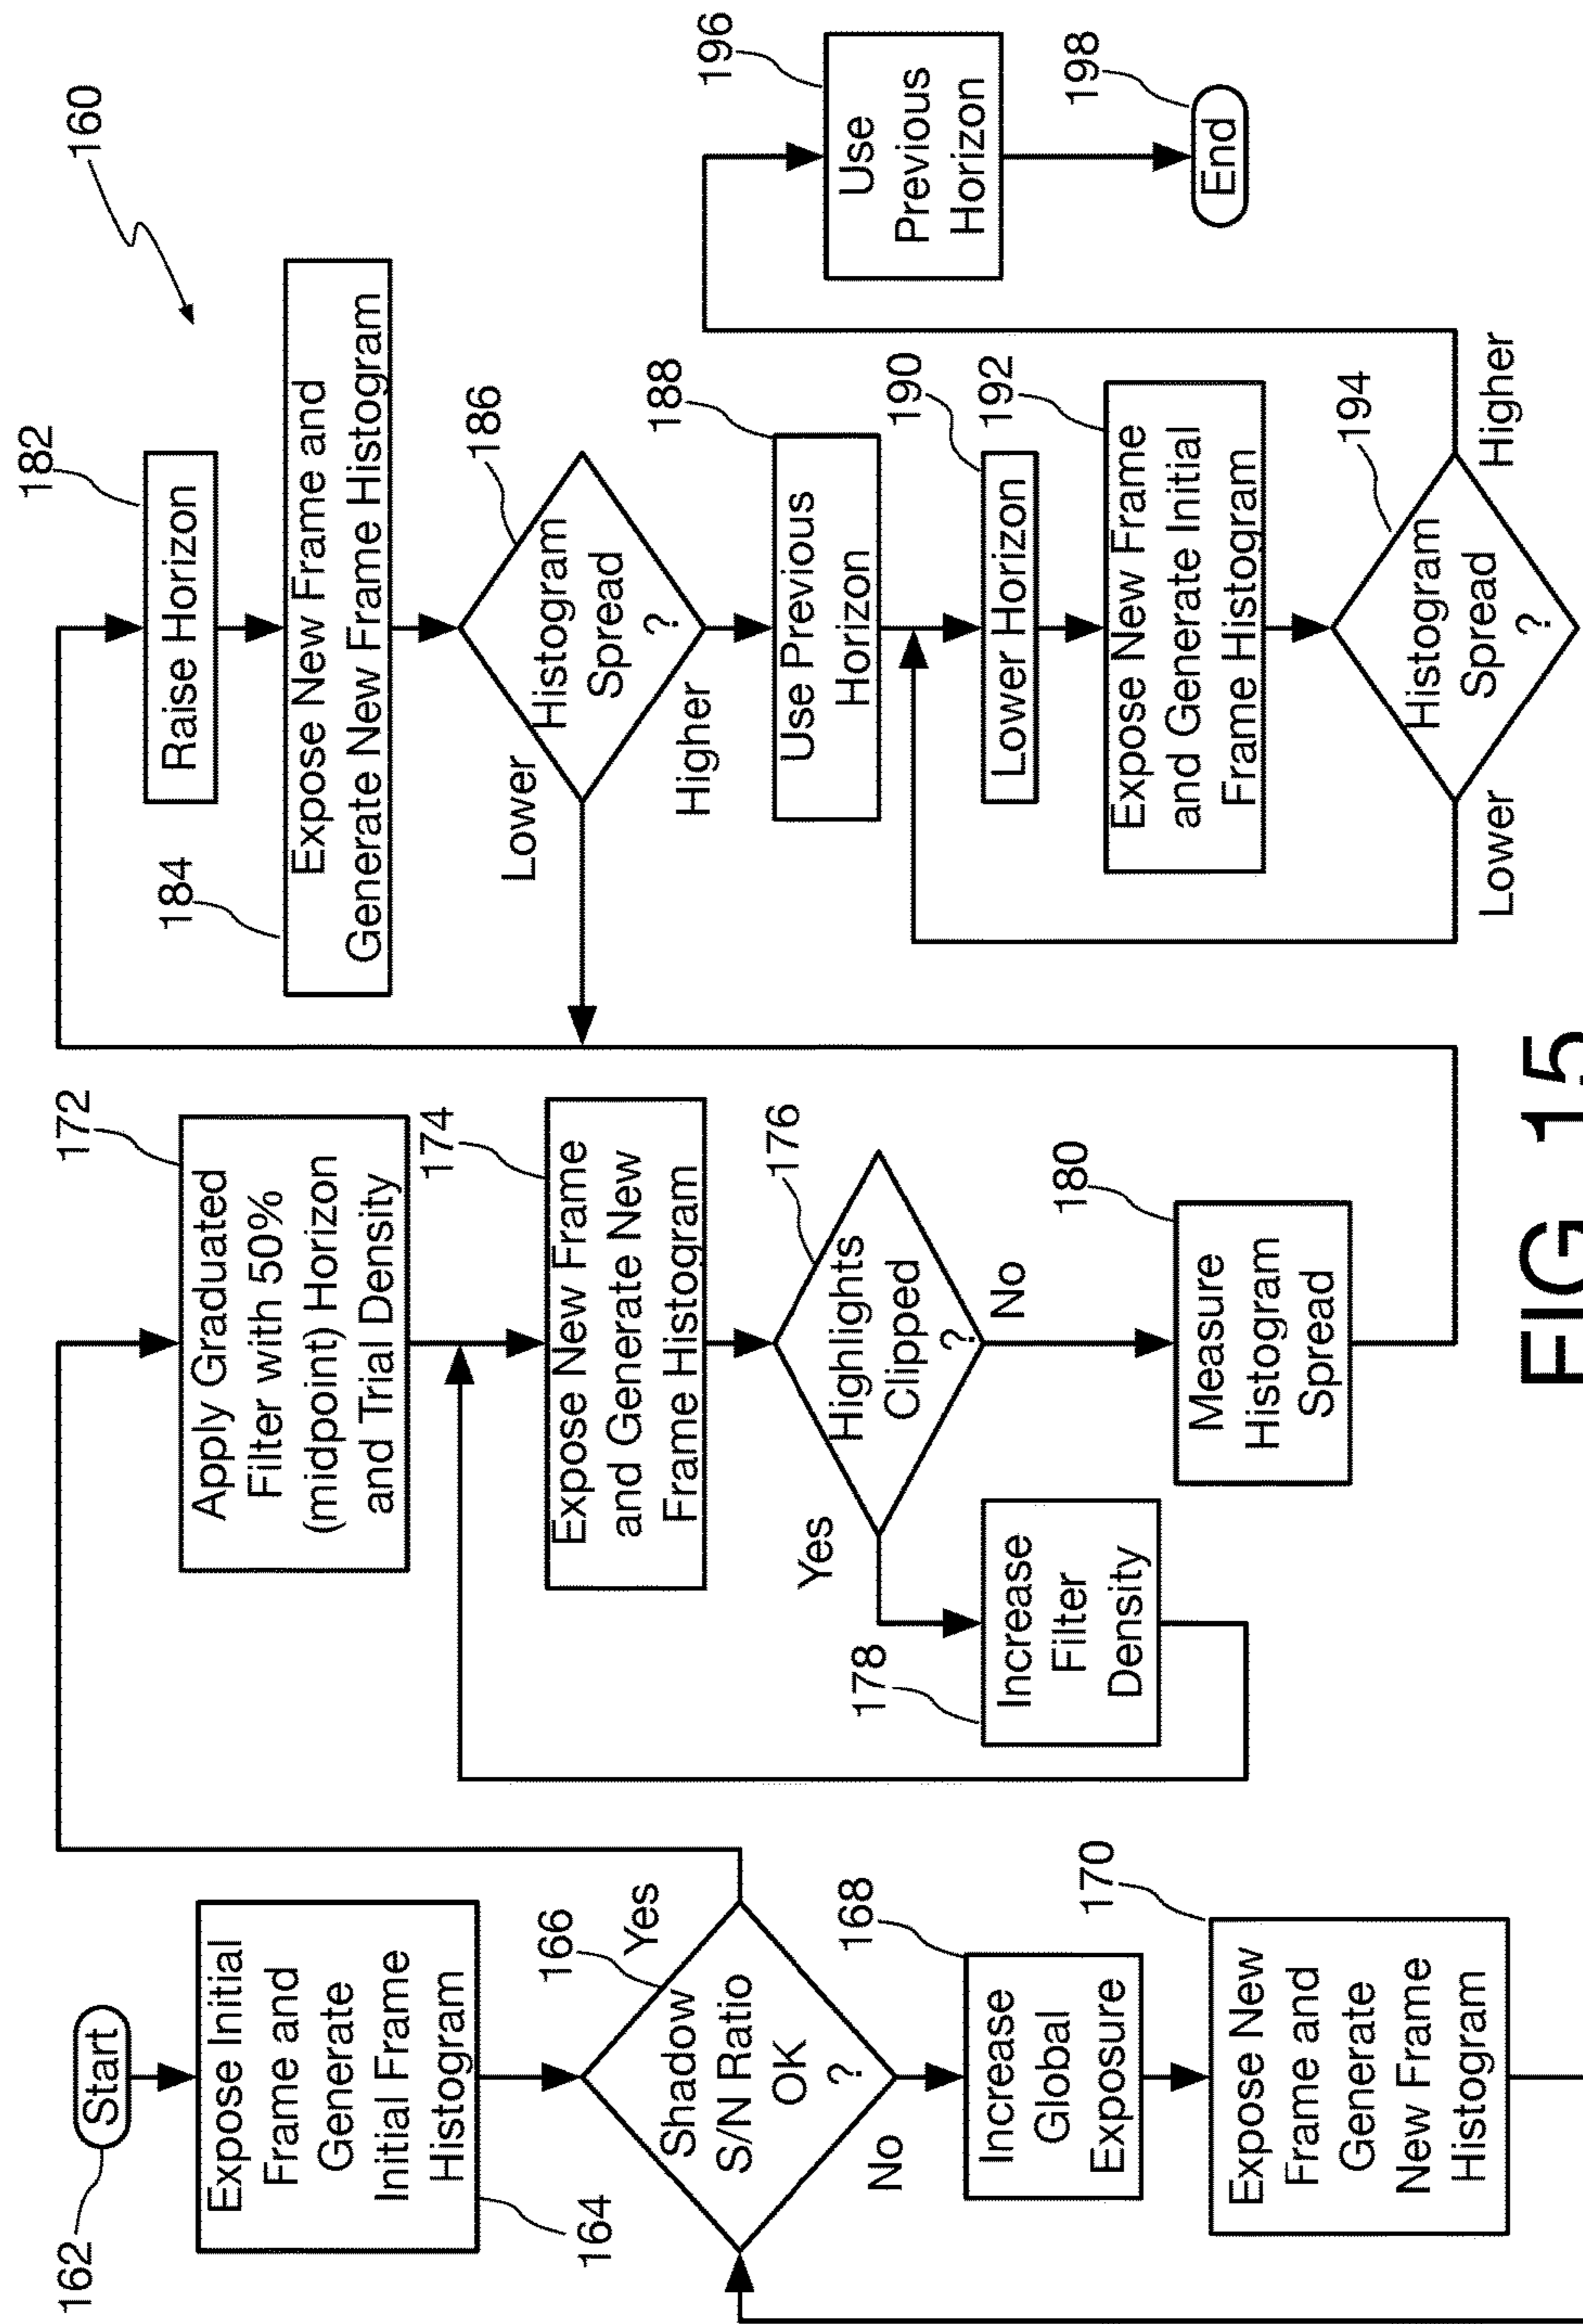 160
162
Start
Expose Initial
Frame and
Generate
Initial Frame
Histogram
164
Shadow
S/N Ratio
OK
?
166
Yes
No
168
Increase
Global
Exposure
170
Expose New
Frame and
Generate
New Frame
Histogram
172
Apply Graduated
Filter with 50%
(midpoint) Horizon
and Trial Density
174
Expose New Frame
and Generate New
Frame Histogram
176
Highlights
Clipped
?
Yes
No
178
Increase
Filter
Density
180
Measure
Histogram
Spread
182
Raise Horizon
184
Expose New Frame and
Generate New Frame Histogram
186
Histogram
Spread
?
Lower
Higher
188
Use Previous
Horizon
190
Lower Horizon
192
Expose New Frame
and Generate Initial
Frame Histogram
194
Histogram
Spread
?
Lower
Higher
196
Use
Previous
Horizon
198
End
FIG 15